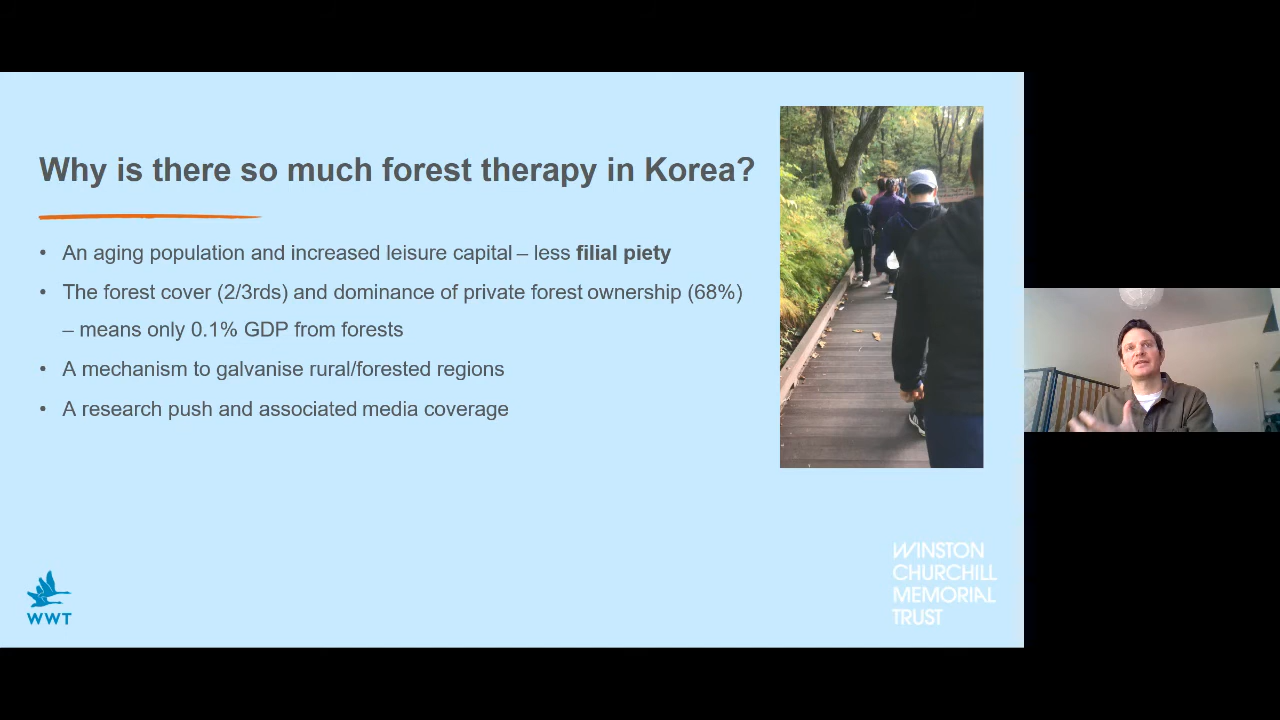 Why is there so much forest therapy in Korea?
• An aging population and increased leisure capital – less filial piety
• The forest cover (2/3rds) and dominance of private forest ownership (68%)
– means only 0.1% GDP from forests
• A mechanism to galvanise rural/forested regions
• A research push and associated media coverage
WWT
WINSTON
CHURCHILL
MEMORIAL
TRUST